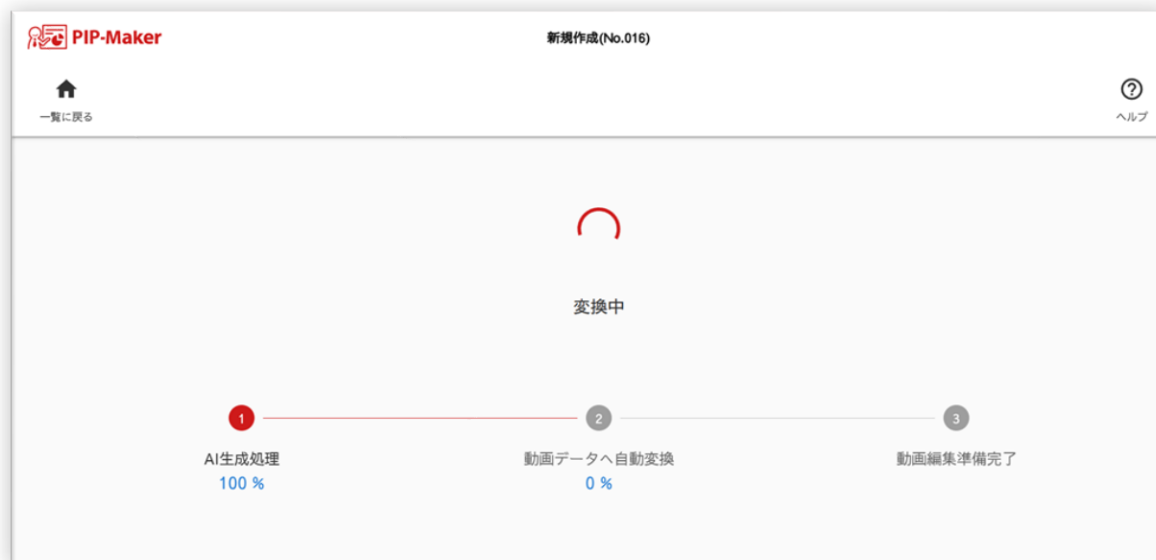 PIP-Maker
新規作成(No.016)
一覧に戻る
ヘルプ
変換中
1
2
3
AI生成処理
動画データへ自動変換
動画編集準備完了
100 %
0 %